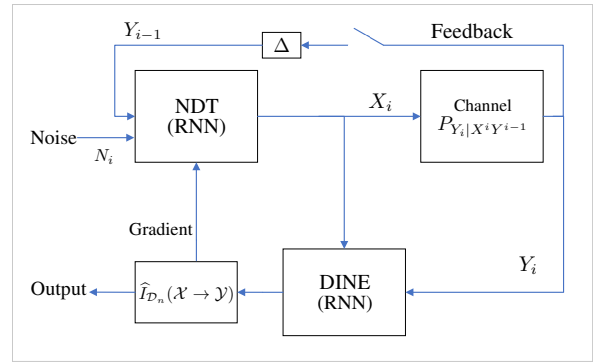 Y_{i-1}
Δ
Feedback
NDT
(RNN)
X_i
Channel
P_{Y_i|X^iY^{i-1}}
Noise
N_i
Gradient
Y_i
Output
\widehat{I}_{\mathcal{D}_n}(\mathcal{X} → \mathcal{Y})
DINE
(RNN)